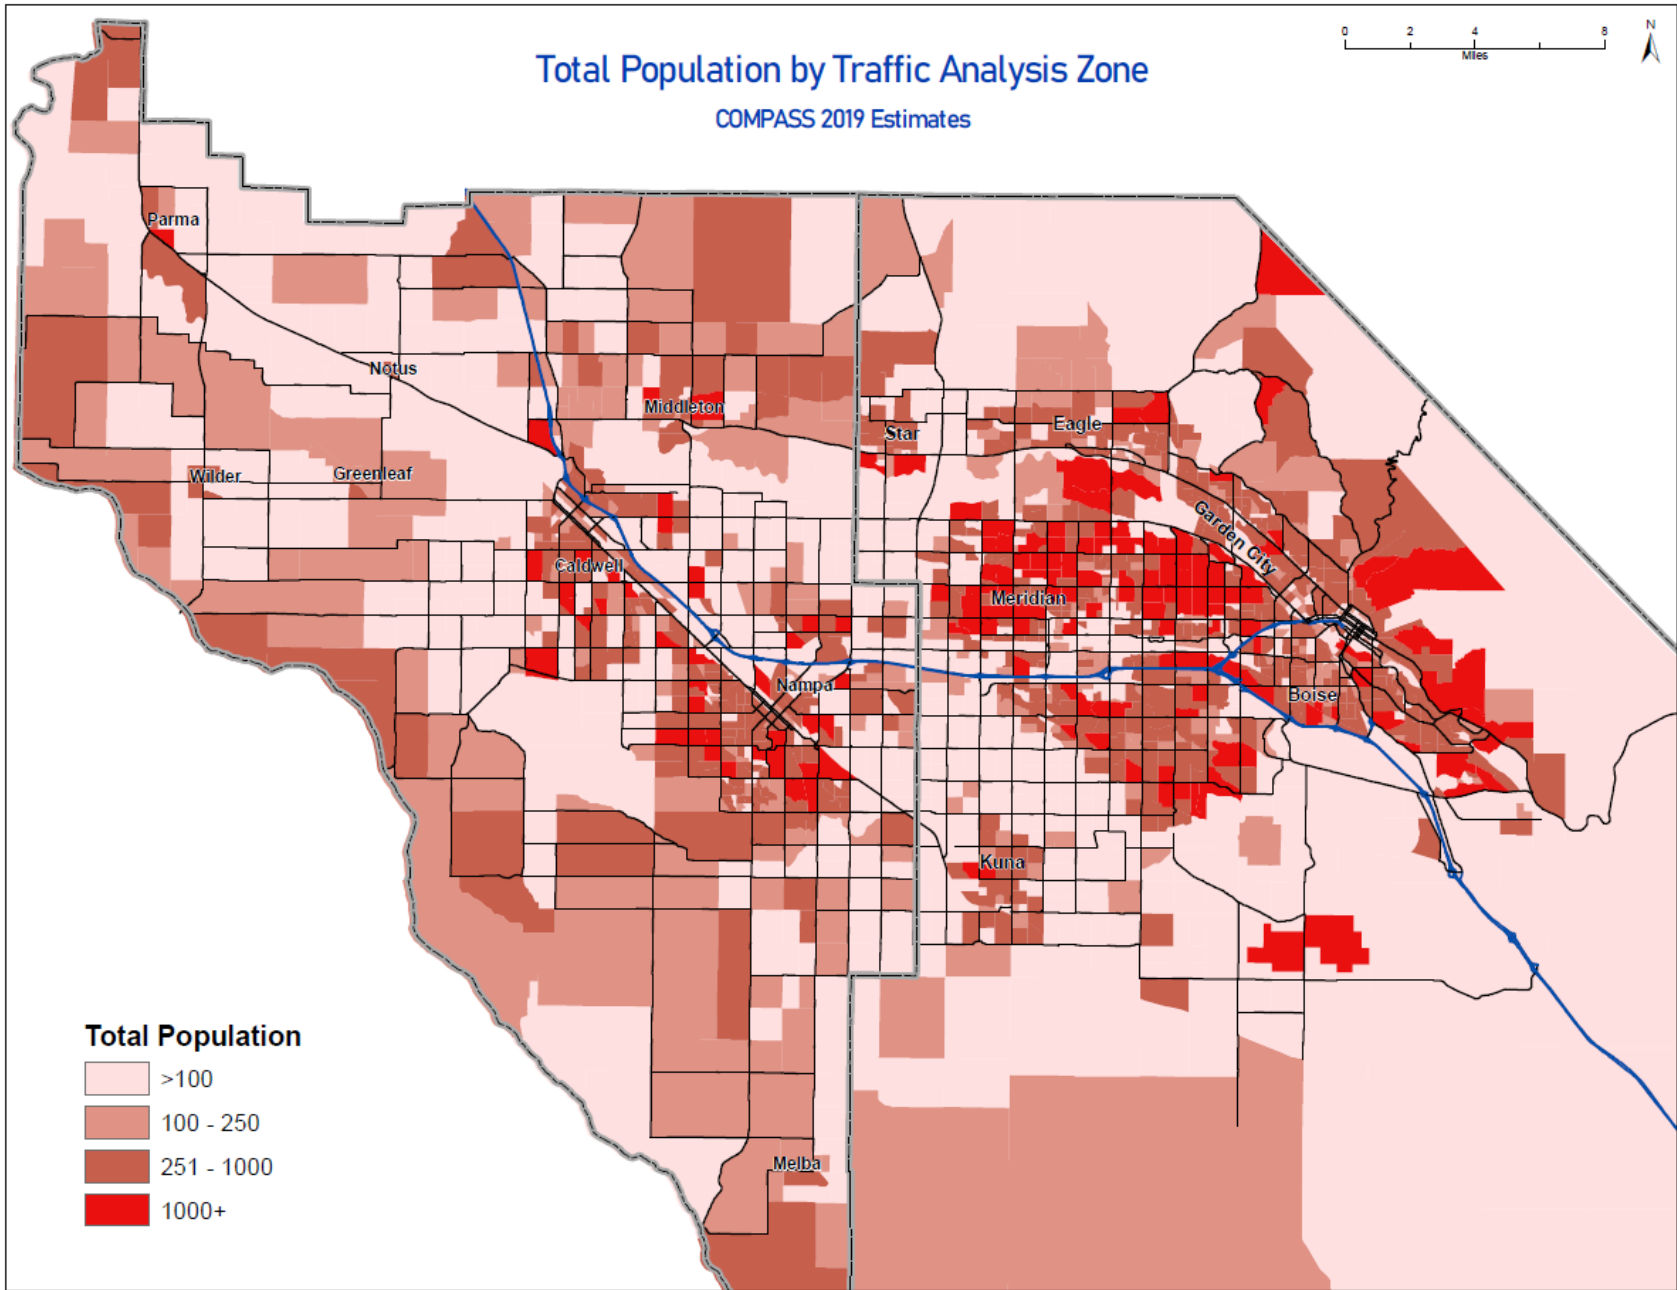 Total Population by Traffic Analysis Zone
COMPASS 2019 Estimates
0 2 4 8
Miles
N
Parma
Notus
Middleton
Star
Eagle
Wilder
Greenleaf
Garden City
Caldwell
Meridian
Nampa
Boise
Kuna
Melba
Total Population
>100
100 - 250
251 - 1000
1000+